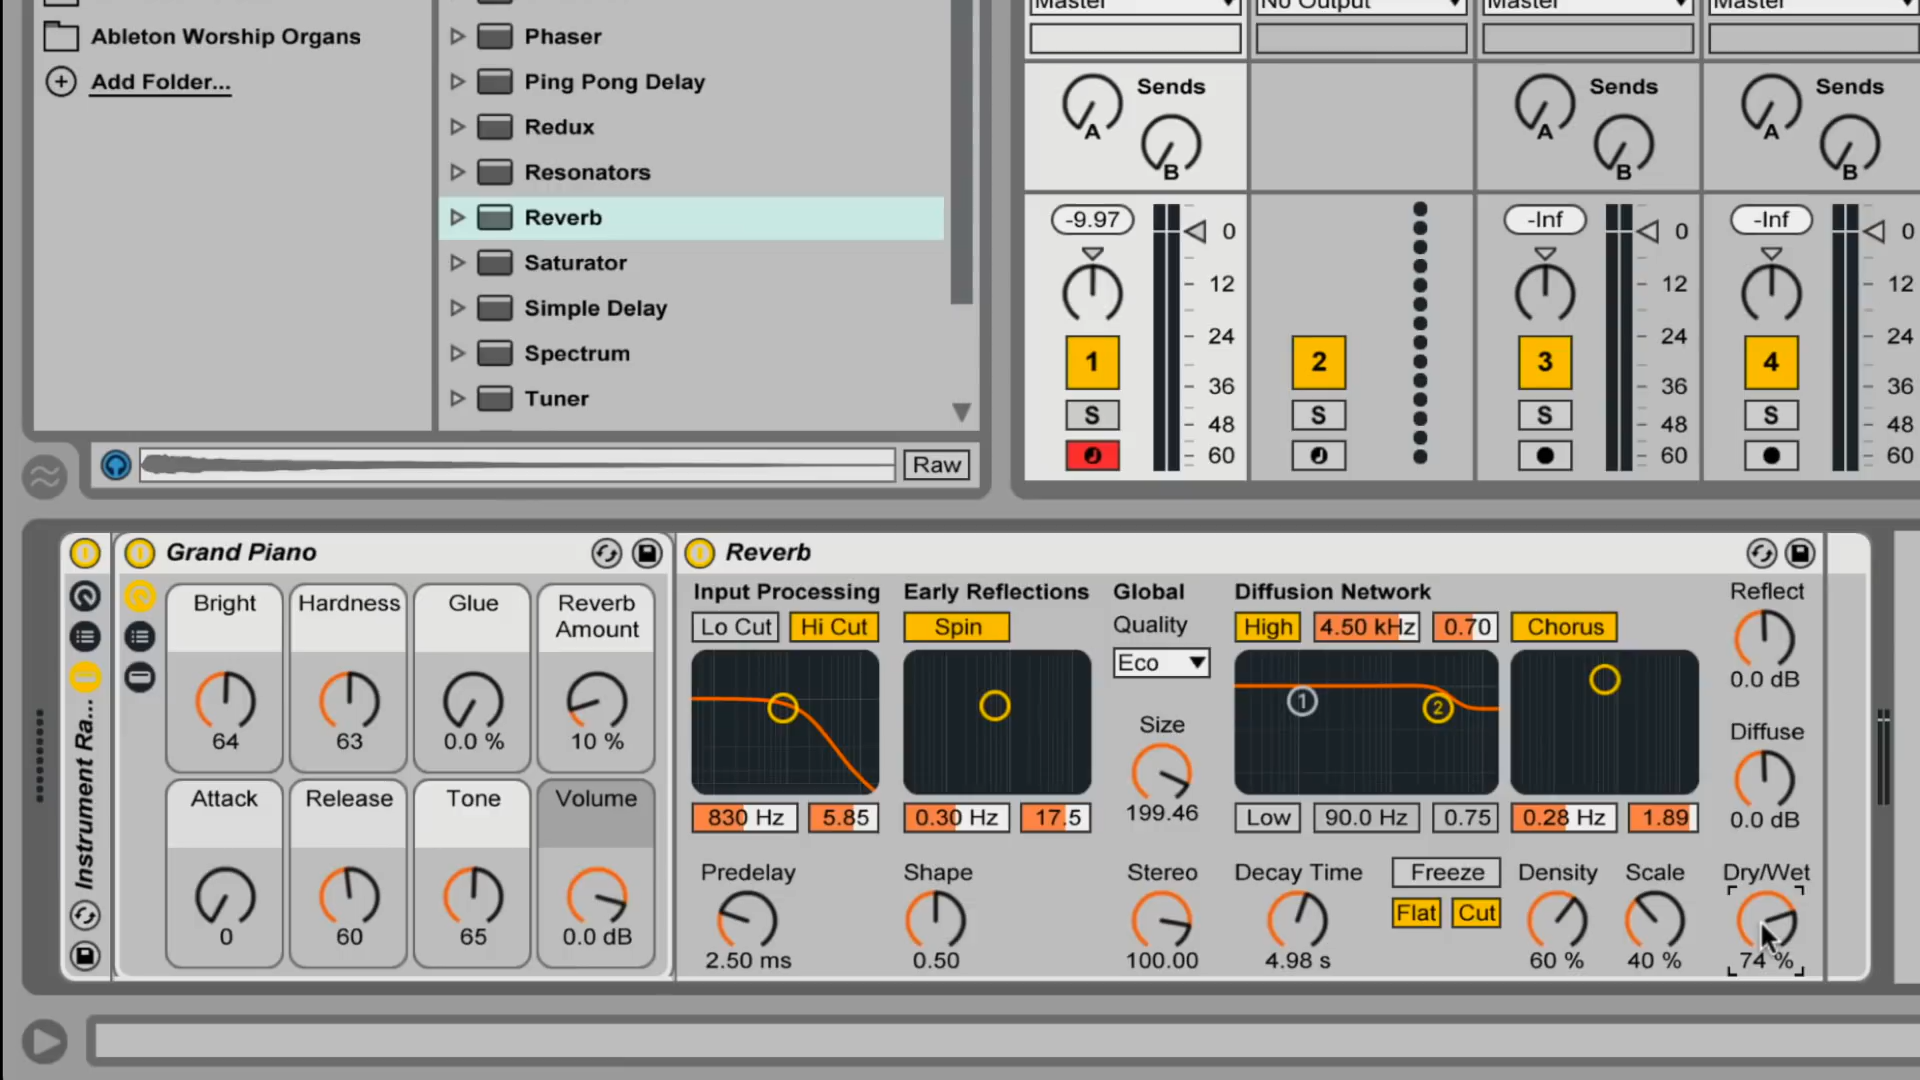 Master
No Output
Master
Master
Ableton Worship Organs
Add Folder...
Phaser
Ping Pong Delay
Redux
Resonators
Reverb
Saturator
Simple Delay
Spectrum
Tuner
Raw
Sends
A
B
Sends
A
B
Sends
A
B
-9.97
0
12
24
36
48
60
1
S
2
S
-Inf
0
12
24
36
48
60
3
S
-Inf
0
12
24
36
48
60
4
S
Instrument Ra...
Grand Piano
Bright
64
Hardness
63
Glue
0.0 %
Reverb
Amount
10 %
Attack
0
Release
60
Tone
65
Volume
0.0 dB
Reverb
Input Processing
Lo Cut
Hi Cut
830 Hz
5.85
Predelay
2.50 ms
Early Reflections
Spin
0.30 Hz
17.5
Shape
0.50
Global
Quality
Eco
Size
199.46
Stereo
100.00
Diffusion Network
High
4.50 kHz
0.70
Chorus
1
2
Low
90.0 Hz
0.75
0.28 Hz
1.89
Decay Time
4.98 s
Freeze
Flat
Cut
Density
60 %
Scale
40 %
Reflect
0.0 dB
Diffuse
0.0 dB
Dry/Wet
74 %